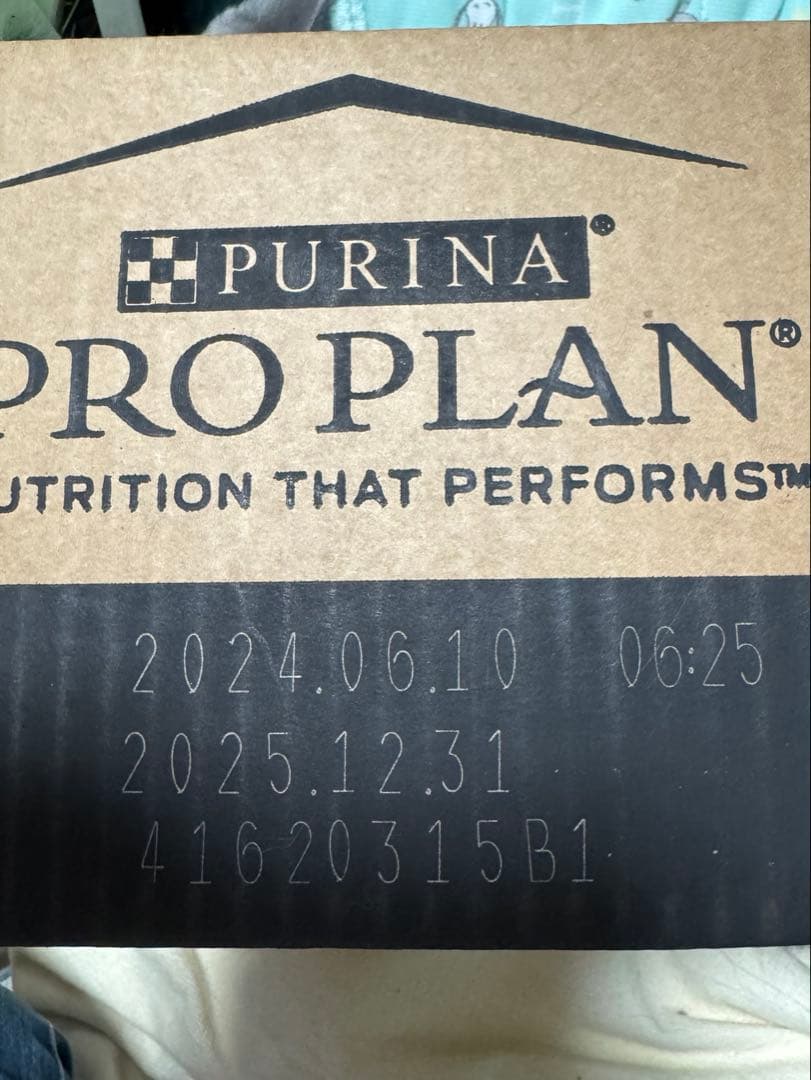 PURINA®
PRO PLAN®
UTRITION THAT PERFORMS™
2024.06.10 06:25
2025.12.31
41620315B1